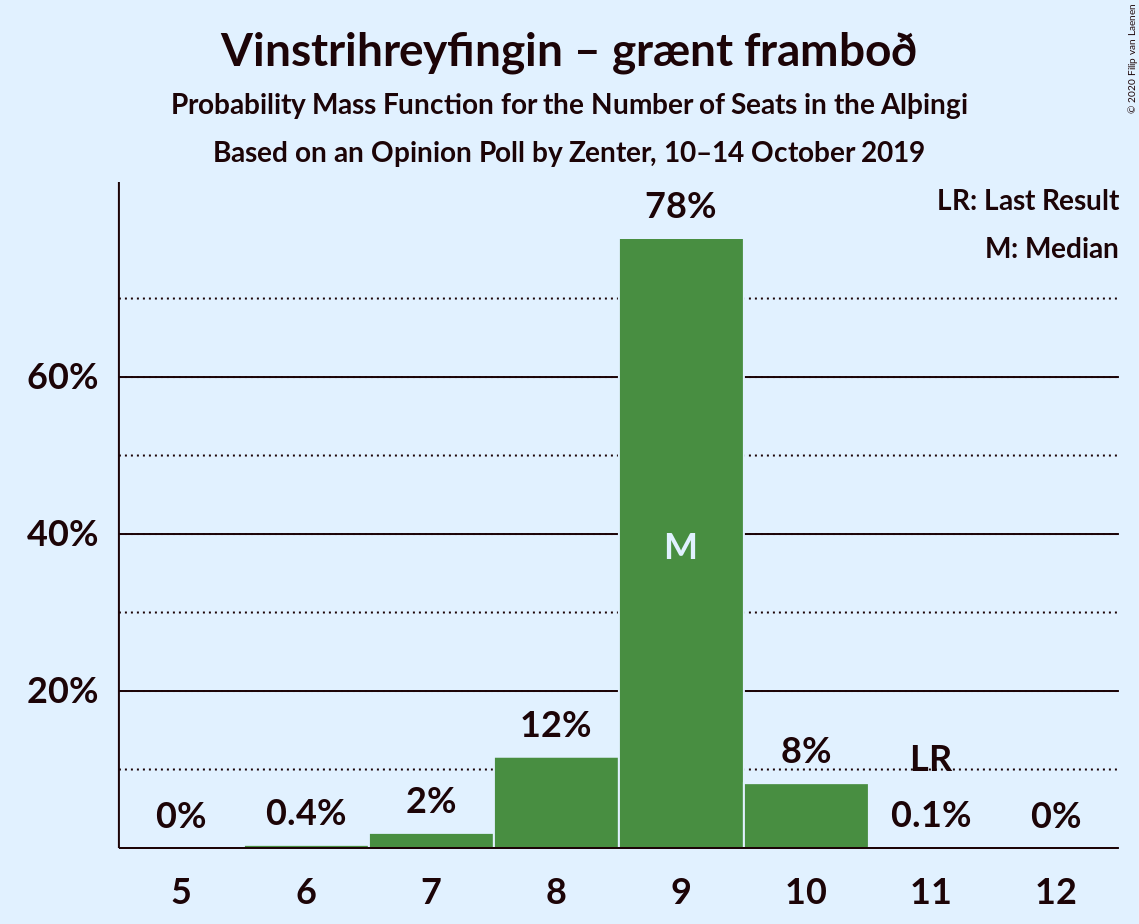 Vinstrihreyfingin – grænt framboð
Probability Mass Function for the Number of Seats in the Alþingi
Based on an Opinion Poll by Zenter, 10–14 October 2019
© 2020 Filip van Laenen
LR: Last Result
M: Median
78%
60%
40%
M
20%
12%
8%
LR
2%
0.4%
0%
0.1%
0%
5 6 7 8 9 10 11 12